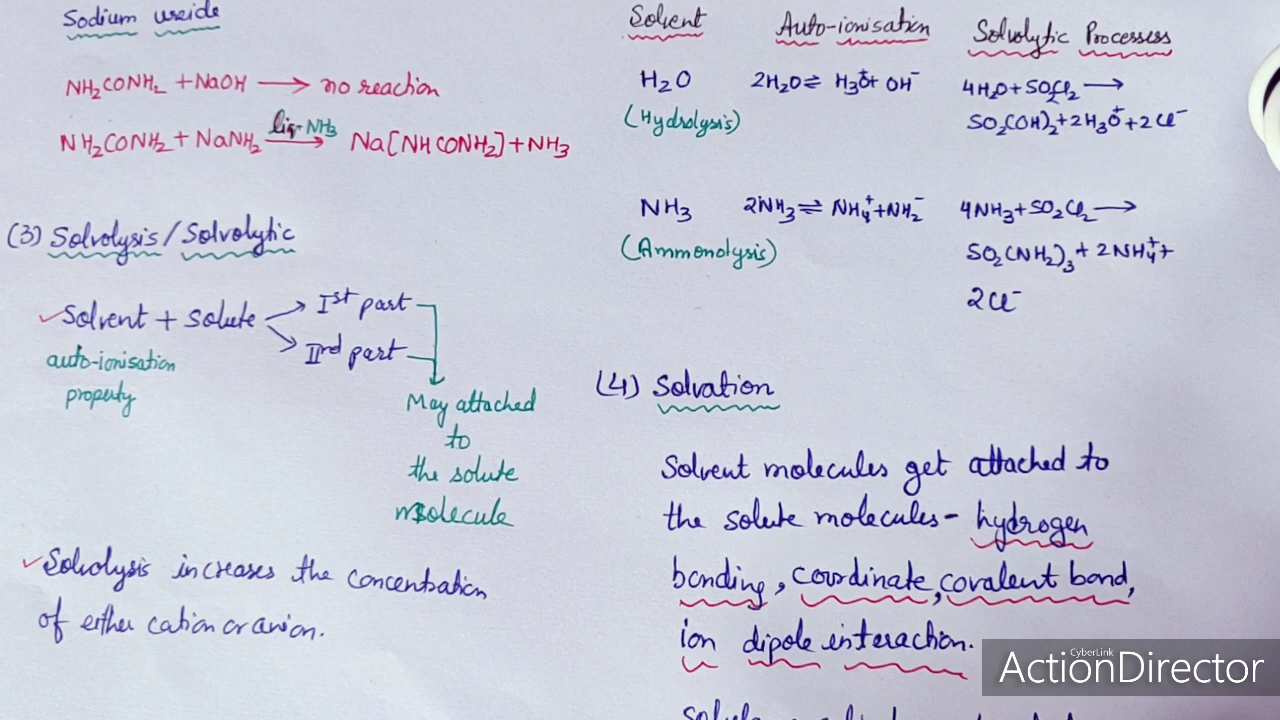 Sodium ureide
NH₂CONH₂ + NaOH ⟶ no reaction
NH₂CONH₂ + NaNH₂ —liq. NH₃⟶ Na[NHCONH₂] + NH₃
(3) Solvolysis / Solvolytic
Solvent + Solute
Iˢᵗ part
IIⁿᵈ part
auto-ionisation
property
May attached
to
the solute
molecule
Solvolysis increases the concentration
of either cation or anion.
Solvent Auto-ionisation Solvolytic Processess
H₂O 2H₂O ⇌ H₃O⁺ + OH⁻ 4H₂O + SO₂Cl₂ ⟶
(Hydrolysis) SO₂(OH)₂ + 2H₃O⁺ + 2Cl⁻
NH₃ 2NH₃ ⇌ NH₄⁺ + NH₂⁻ 4NH₃ + SO₂Cl₂ ⟶
(Ammonolysis) SO₂(NH₂)₃ + 2NH₄⁺ +
2Cl⁻
(4) Solvation
Solvent molecules get attached to
the solute molecules - hydrogen
bonding, coordinate, covalent bond,
ion dipole interaction.
CyberLink
ActionDirector